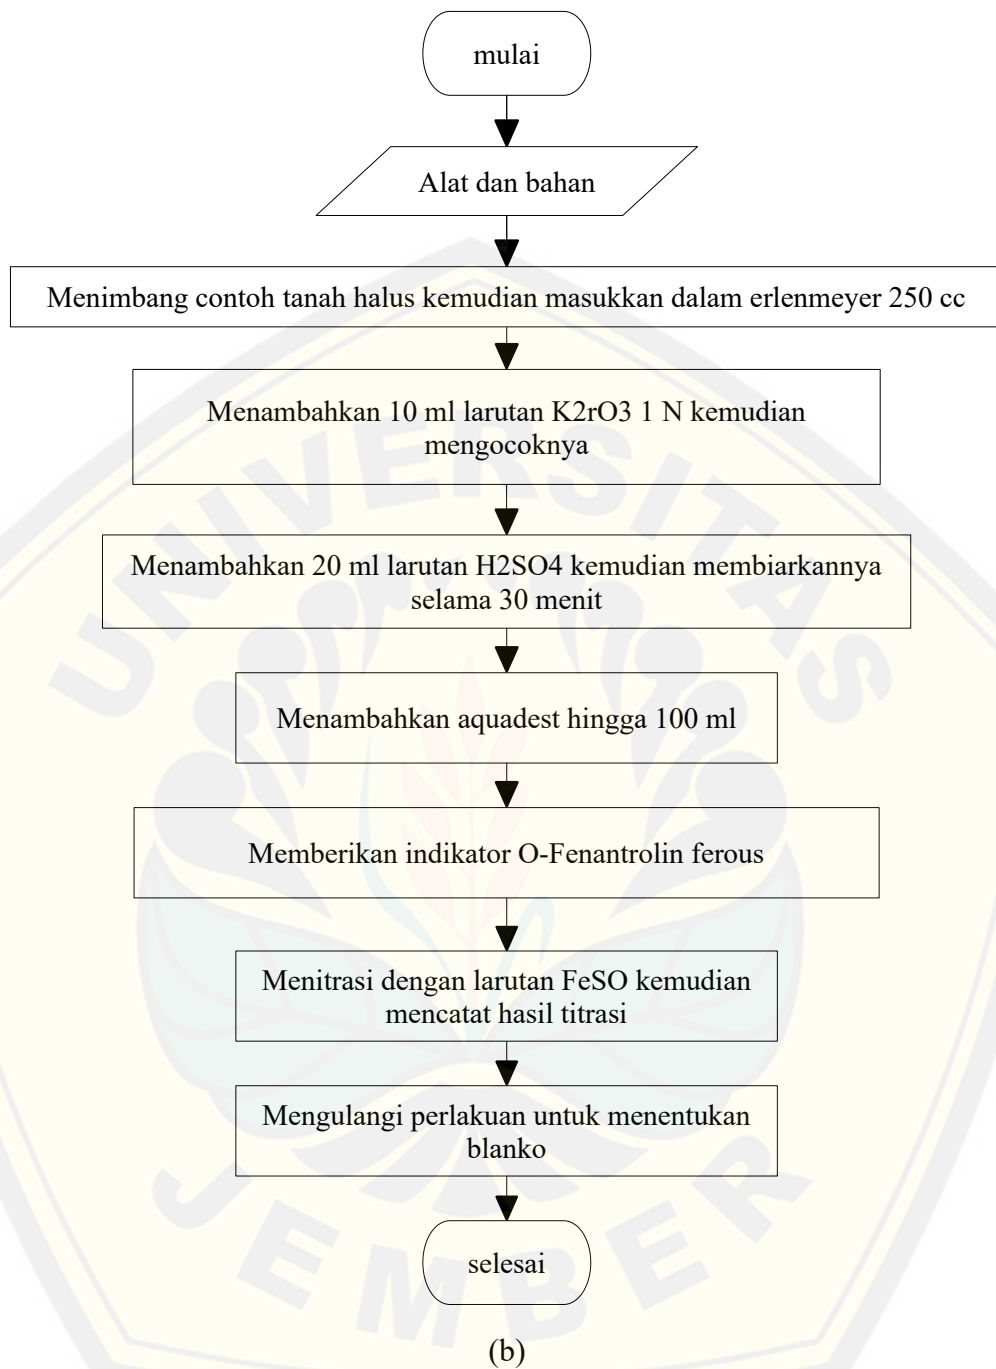 mulai
Alat dan bahan
Menimbang contoh tanah halus kemudian masukkan dalam erlenmeyer 250 cc
Menambahkan 10 ml larutan K2rO3 1 N kemudian
mengocoknya
Menambahkan 20 ml larutan H2SO4 kemudian membiarkannya
selama 30 menit
Menambahkan aquadest hingga 100 ml
Memberikan indikator O-Fenantrolin ferous
Menitrasi dengan larutan FeSO kemudian
mencatat hasil titrasi
Mengulangi perlakuan untuk menentukan
blanko
selesai
(b)
UNIVERSITAS
JEMBER